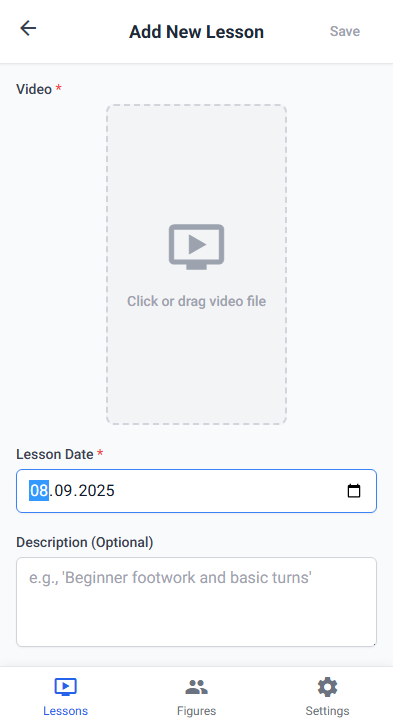 Add New Lesson Save
Video *
Click or drag video file
Lesson Date *
08.09.2025
Description (Optional)
e.g., 'Beginner footwork and basic turns'
Lessons Figures Settings